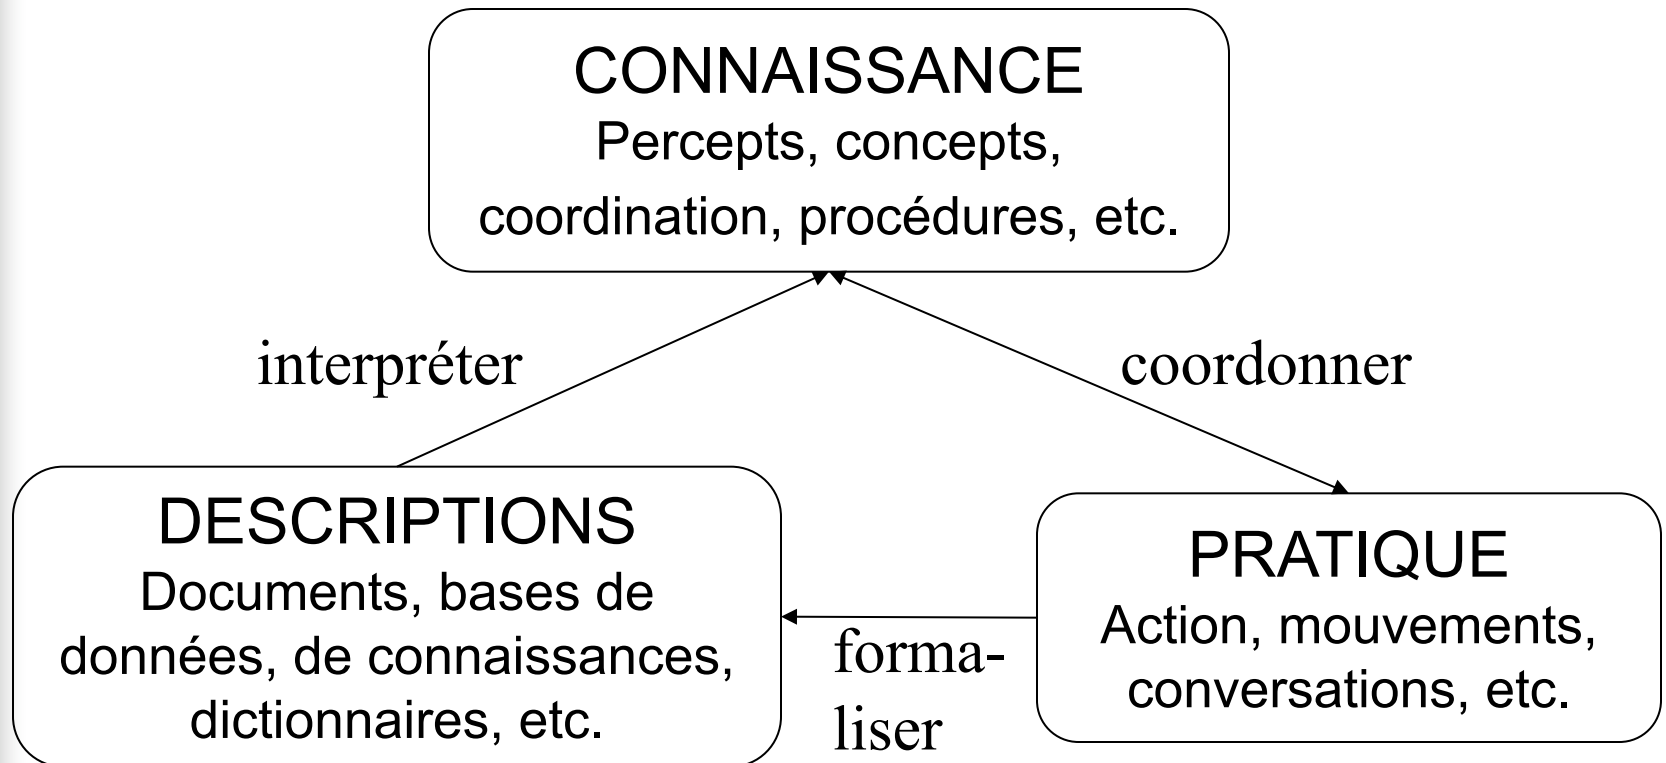 CONNAISSANCE
Percepts, concepts,
coordination, procédures, etc.
interpréter
coordonner
DESCRIPTIONS
Documents, bases de
données, de connaissances,
dictionnaires, etc.
forma-
liser
PRATIQUE
Action, mouvements,
conversations, etc.